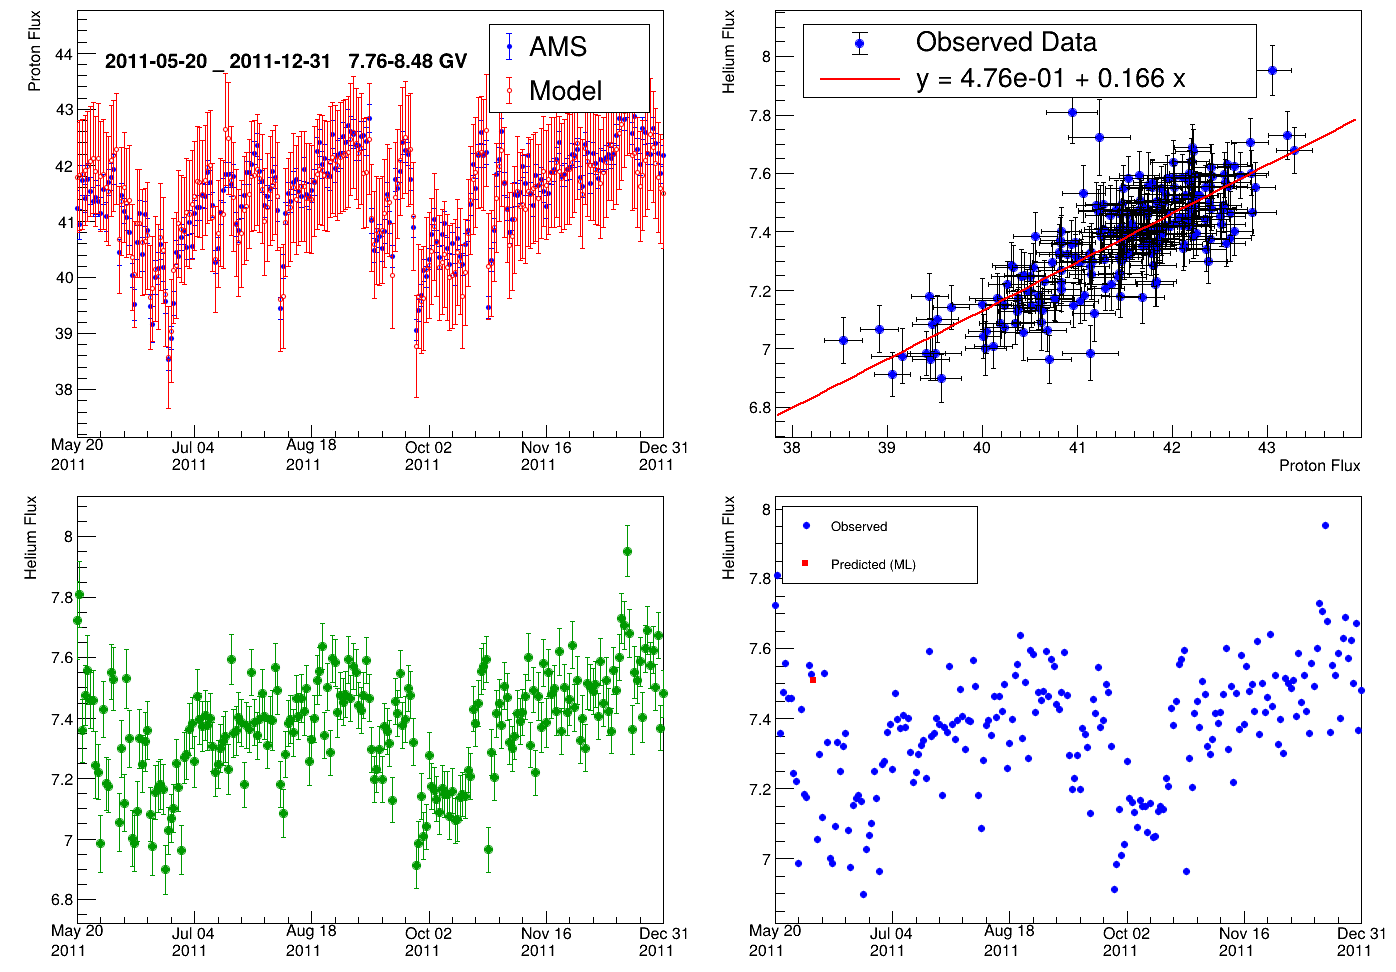 Proton Flux
44
43
42
41
40
39
38
2011-05-20 _ 2011-12-31 7.76-8.48 GV
AMS
Model
May 20 2011
Jul 04 2011
Aug 18 2011
Oct 02 2011
Nov 16 2011
Dec 31 2011
Helium Flux
8
7.8
7.6
7.4
7.2
7
6.8
Observed Data
y = 4.76e-01 + 0.166 x
38
39
40
41
42
43
Proton Flux
Helium Flux
8
7.8
7.6
7.4
7.2
7
6.8
May 20 2011
Jul 04 2011
Aug 18 2011
Oct 02 2011
Nov 16 2011
Dec 31 2011
Helium Flux
8
7.8
7.6
7.4
7.2
7
Observed
Predicted (ML)
May 20 2011
Jul 04 2011
Aug 18 2011
Oct 02 2011
Nov 16 2011
Dec 31 2011